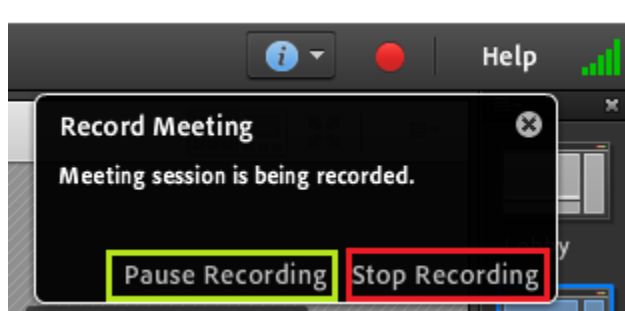 Help
Record Meeting
Meeting session is being recorded.
Pause Recording Stop Recording